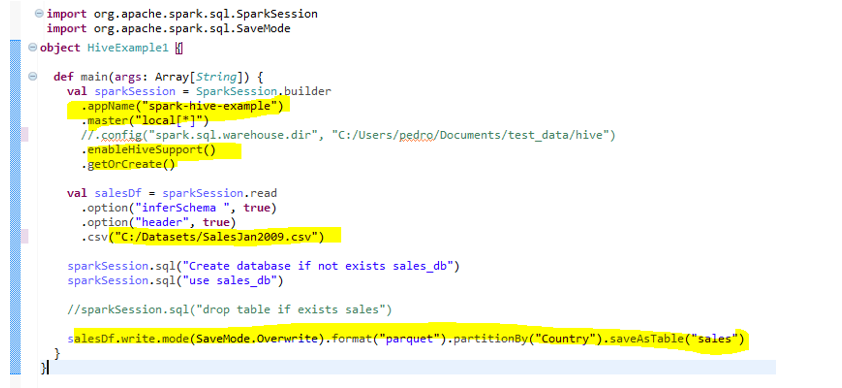 import org.apache.spark.sql.SparkSession
import org.apache.spark.sql.SaveMode
object HiveExample1 {
def main(args: Array[String]) {
val sparkSession = SparkSession.builder
.appName("spark-hive-example")
.master("local[*]")
//.config("spark.sql.warehouse.dir", "C:/Users/pedro/Documents/test_data/hive")
.enableHiveSupport()
.getOrCreate()
val salesDf = sparkSession.read
.option("inferSchema ", true)
.option("header", true)
.csv("C:/Datasets/SalesJan2009.csv")
sparkSession.sql("Create database if not exists sales_db")
sparkSession.sql("use sales_db")
//sparkSession.sql("drop table if exists sales")
salesDf.write.mode(SaveMode.Overwrite).format("parquet").partitionBy("Country").saveAsTable("sales")
}
}